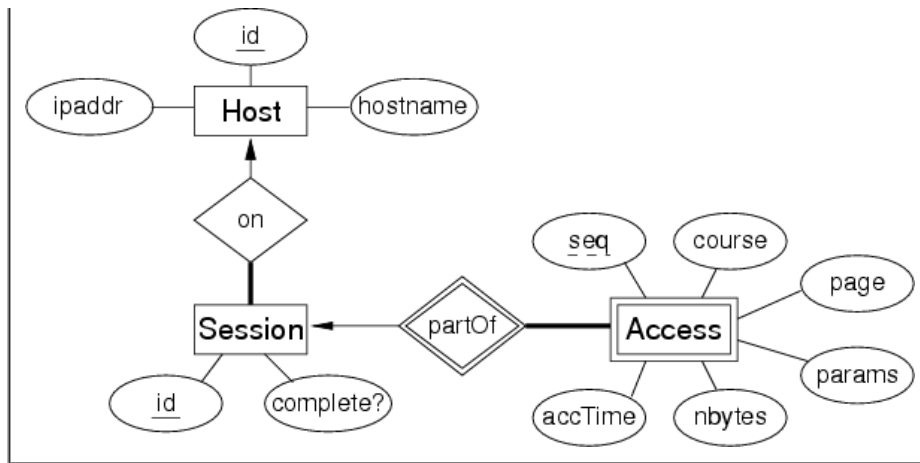 id
ipaddr
Host
hostname
on
seq
course
page
Session
partOf
Access
params
id
complete?
accTime
nbytes